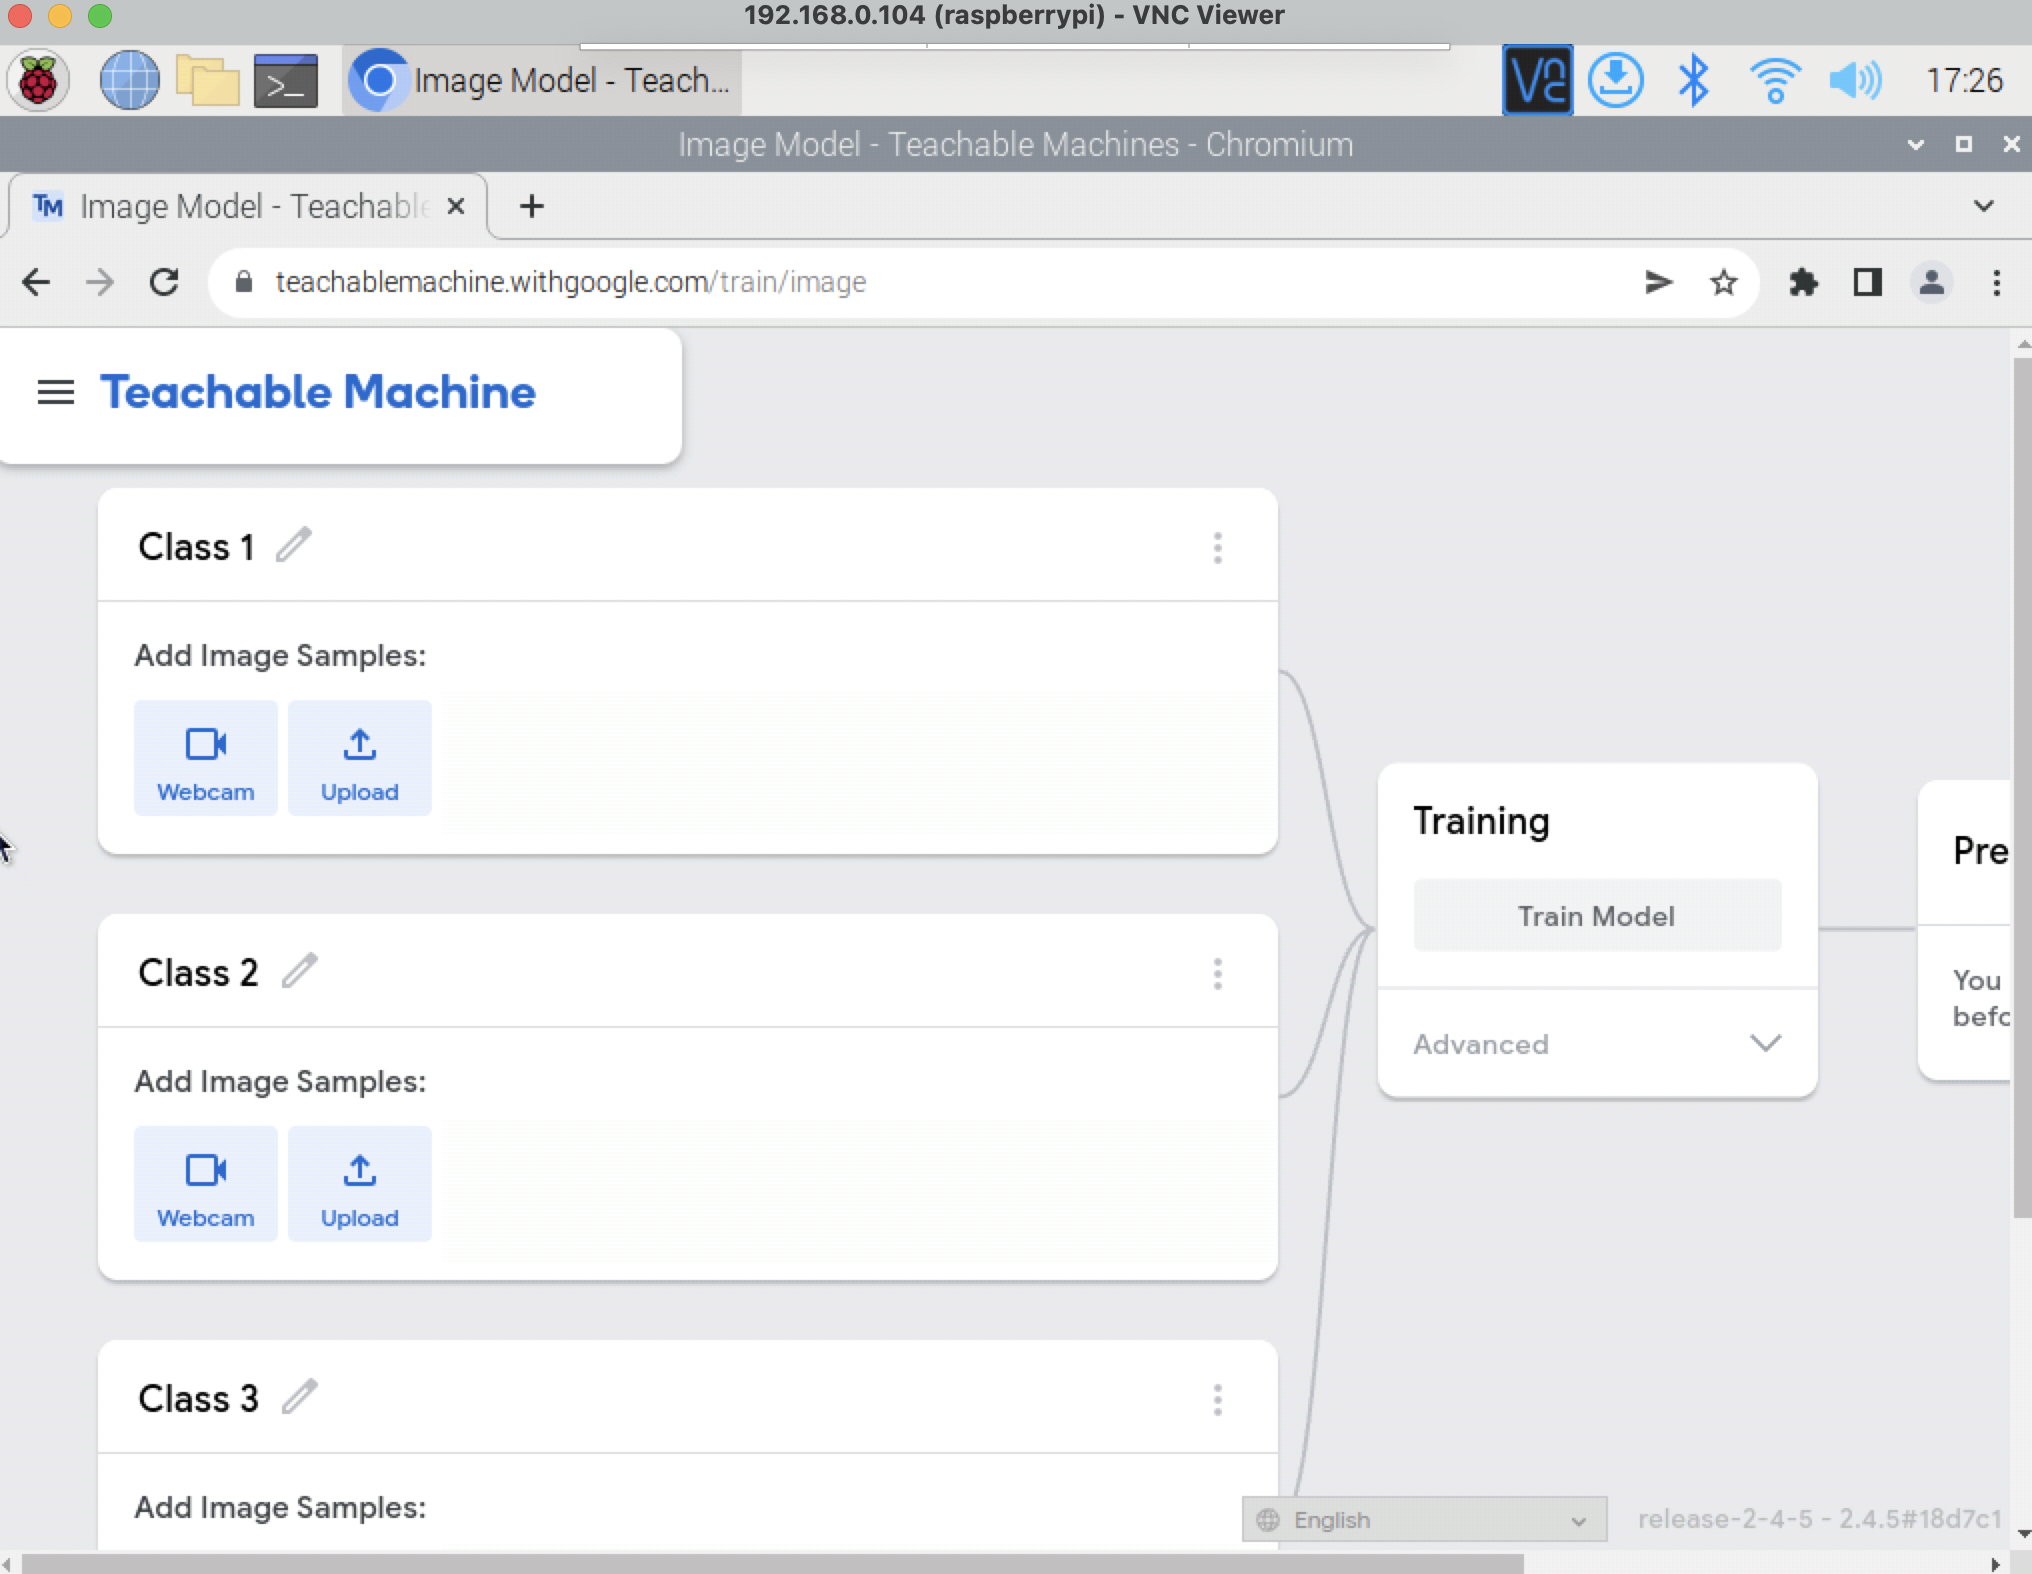 192.168.0.104 (raspberrypi) - VNC Viewer
Image Model - Teach...
17:26
Image Model - Teachable Machines - Chromium
Image Model - Teachable
teachablemachine.withgoogle.com/train/image
Teachable Machine
Class 1
Add Image Samples:
Webcam
Upload
Class 2
Add Image Samples:
Webcam
Upload
Class 3
Add Image Samples:
Training
Train Model
Advanced
Pre
You
befo
English
release-2-4-5 - 2.4.5#18d7c1